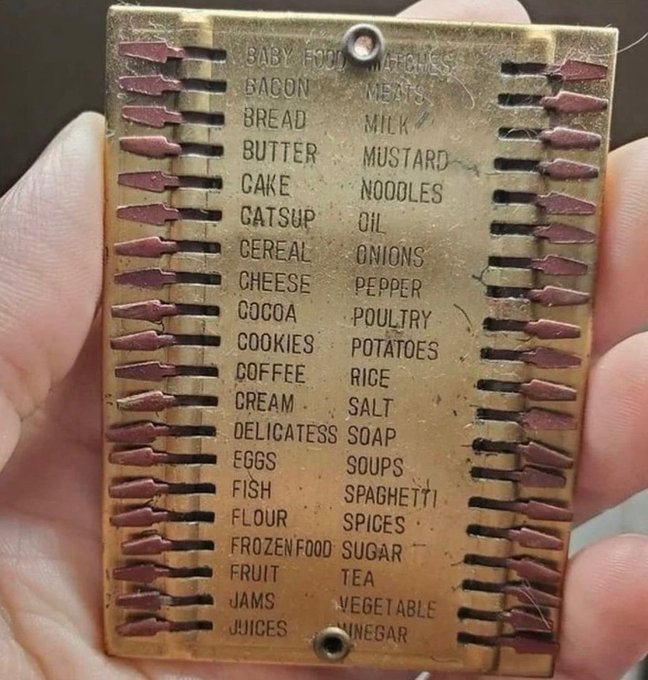 BABY FOOD MATCHES
BACON MEATS
BREAD MILK
BUTTER MUSTARD
CAKE NOODLES
CATSUP OIL
CEREAL ONIONS
CHEESE PEPPER
COCOA POULTRY
COOKIES POTATOES
COFFEE RICE
CREAM SALT
DELICATESS SOAP
EGGS SOUPS
FISH SPAGHETTI
FLOUR SPICES
FROZEN FOOD SUGAR
FRUIT TEA
JAMS VEGETABLE
JUICES VINEGAR